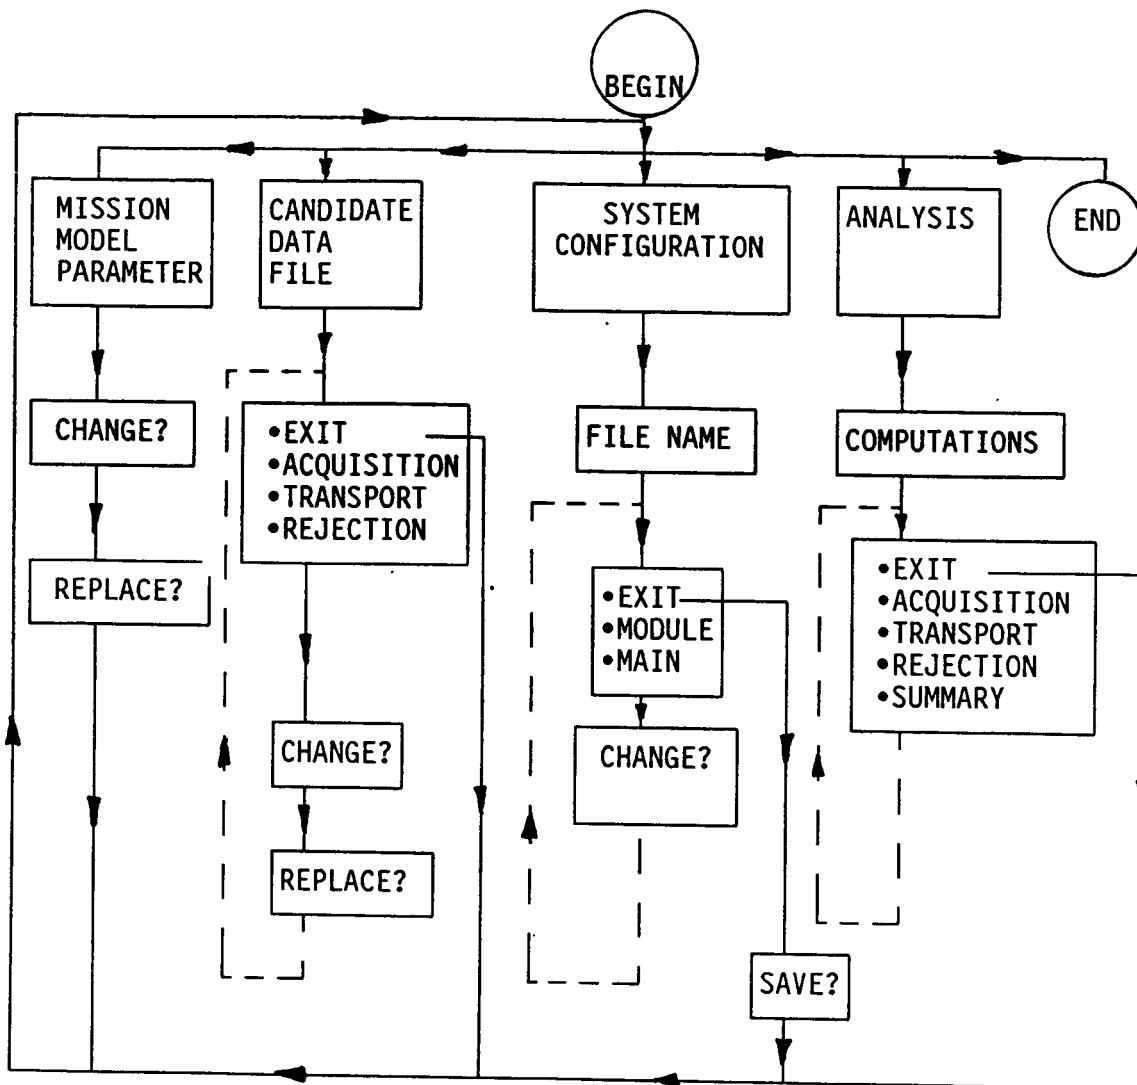 BEGIN
MISSION
MODEL
PARAMETER
CANDIDATE
DATA
FILE
SYSTEM
CONFIGURATION
ANALYSIS
END
CHANGE?
REPLACE?
•EXIT
•ACQUISITION
•TRANSPORT
•REJECTION
CHANGE?
REPLACE?
FILE NAME
•EXIT
•MODULE
•MAIN
CHANGE?
SAVE?
COMPUTATIONS
•EXIT
•ACQUISITION
•TRANSPORT
•REJECTION
•SUMMARY